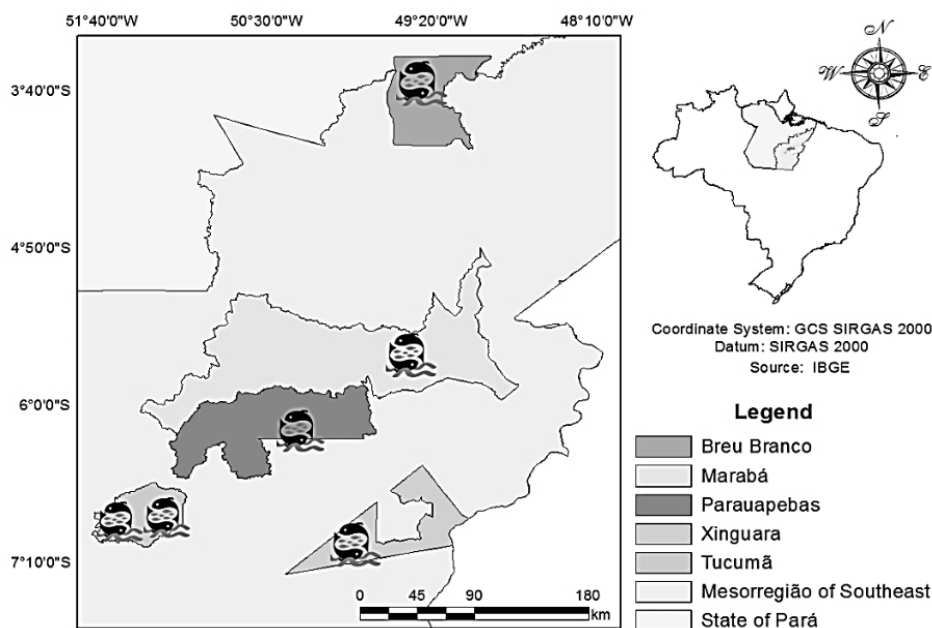 51°40'0"W 50°30'0"W 49°20'0"W 48°10'0"W
3°40'0"S
4°50'0"S
6°0'0"S
7°10'0"S
0 45 90 180
km
N
W E
S
Coordinate System: GCS SIRGAS 2000
Datum: SIRGAS 2000
Source: IBGE
Legend
Breu Branco
Marabá
Parauapebas
Xinguara
Tucumã
Mesorregião of Southeast
State of Pará